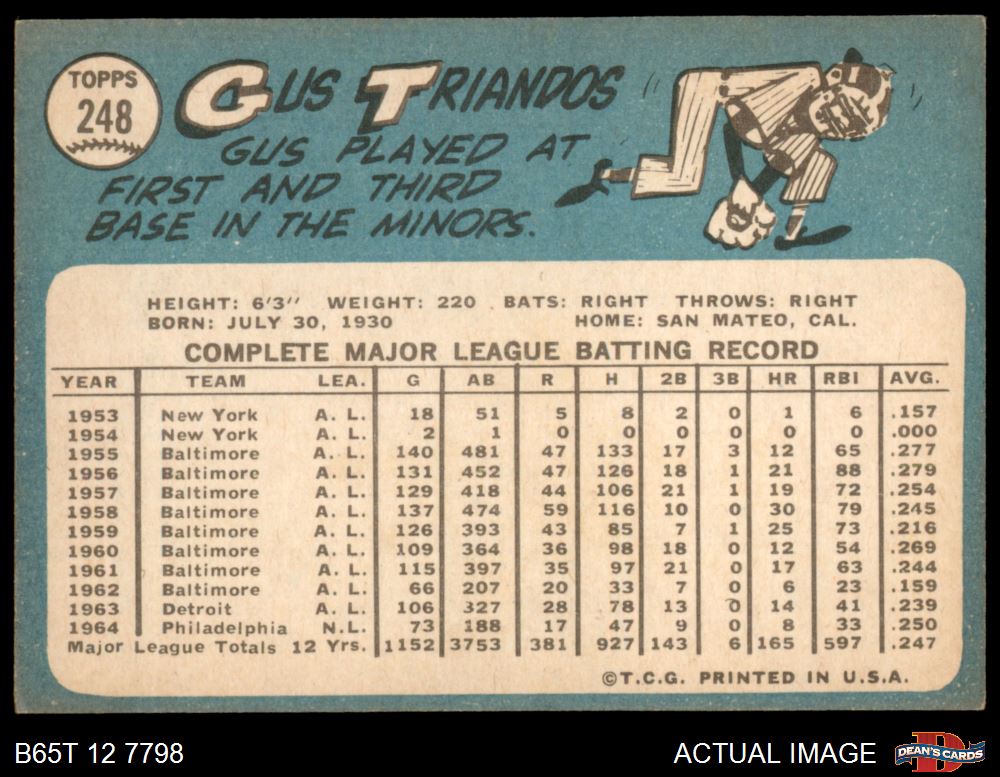 TOPPS
248
GUS TRIANDOS
GUS PLAYED AT
FIRST AND THIRD
BASE IN THE MINORS.
HEIGHT: 6'3" WEIGHT: 220 BATS: RIGHT THROWS: RIGHT
BORN: JULY 30, 1930 HOME: SAN MATEO, CAL.
COMPLETE MAJOR LEAGUE BATTING RECORD
YEAR TEAM LEA. G AB R H 2B 3B HR RBI AVG.
1953 New York A. L. 18 51 5 8 2 0 1 6 .157
1954 New York A. L. 2 1 0 0 0 0 0 0 .000
1955 Baltimore A. L. 140 481 47 133 17 3 12 65 .277
1956 Baltimore A. L. 131 452 47 126 18 1 21 88 .279
1957 Baltimore A. L. 129 418 44 106 21 1 19 72 .254
1958 Baltimore A. L. 137 474 59 116 10 0 30 79 .245
1959 Baltimore A. L. 126 393 43 85 7 1 25 73 .216
1960 Baltimore A. L. 109 364 36 98 18 0 12 54 .269
1961 Baltimore A. L. 115 397 35 97 21 0 17 63 .244
1962 Baltimore A. L. 66 207 20 33 7 0 6 23 .159
1963 Detroit A. L. 106 327 28 78 13 0 14 41 .239
1964 Philadelphia N.L. 73 188 17 47 9 0 8 33 .250
Major League Totals 12 Yrs. 1152 3753 381 927 143 6 165 597 .247
©T.C.G. PRINTED IN U.S.A.
B65T 12 7798 ACTUAL IMAGE DEAN'S CARDS